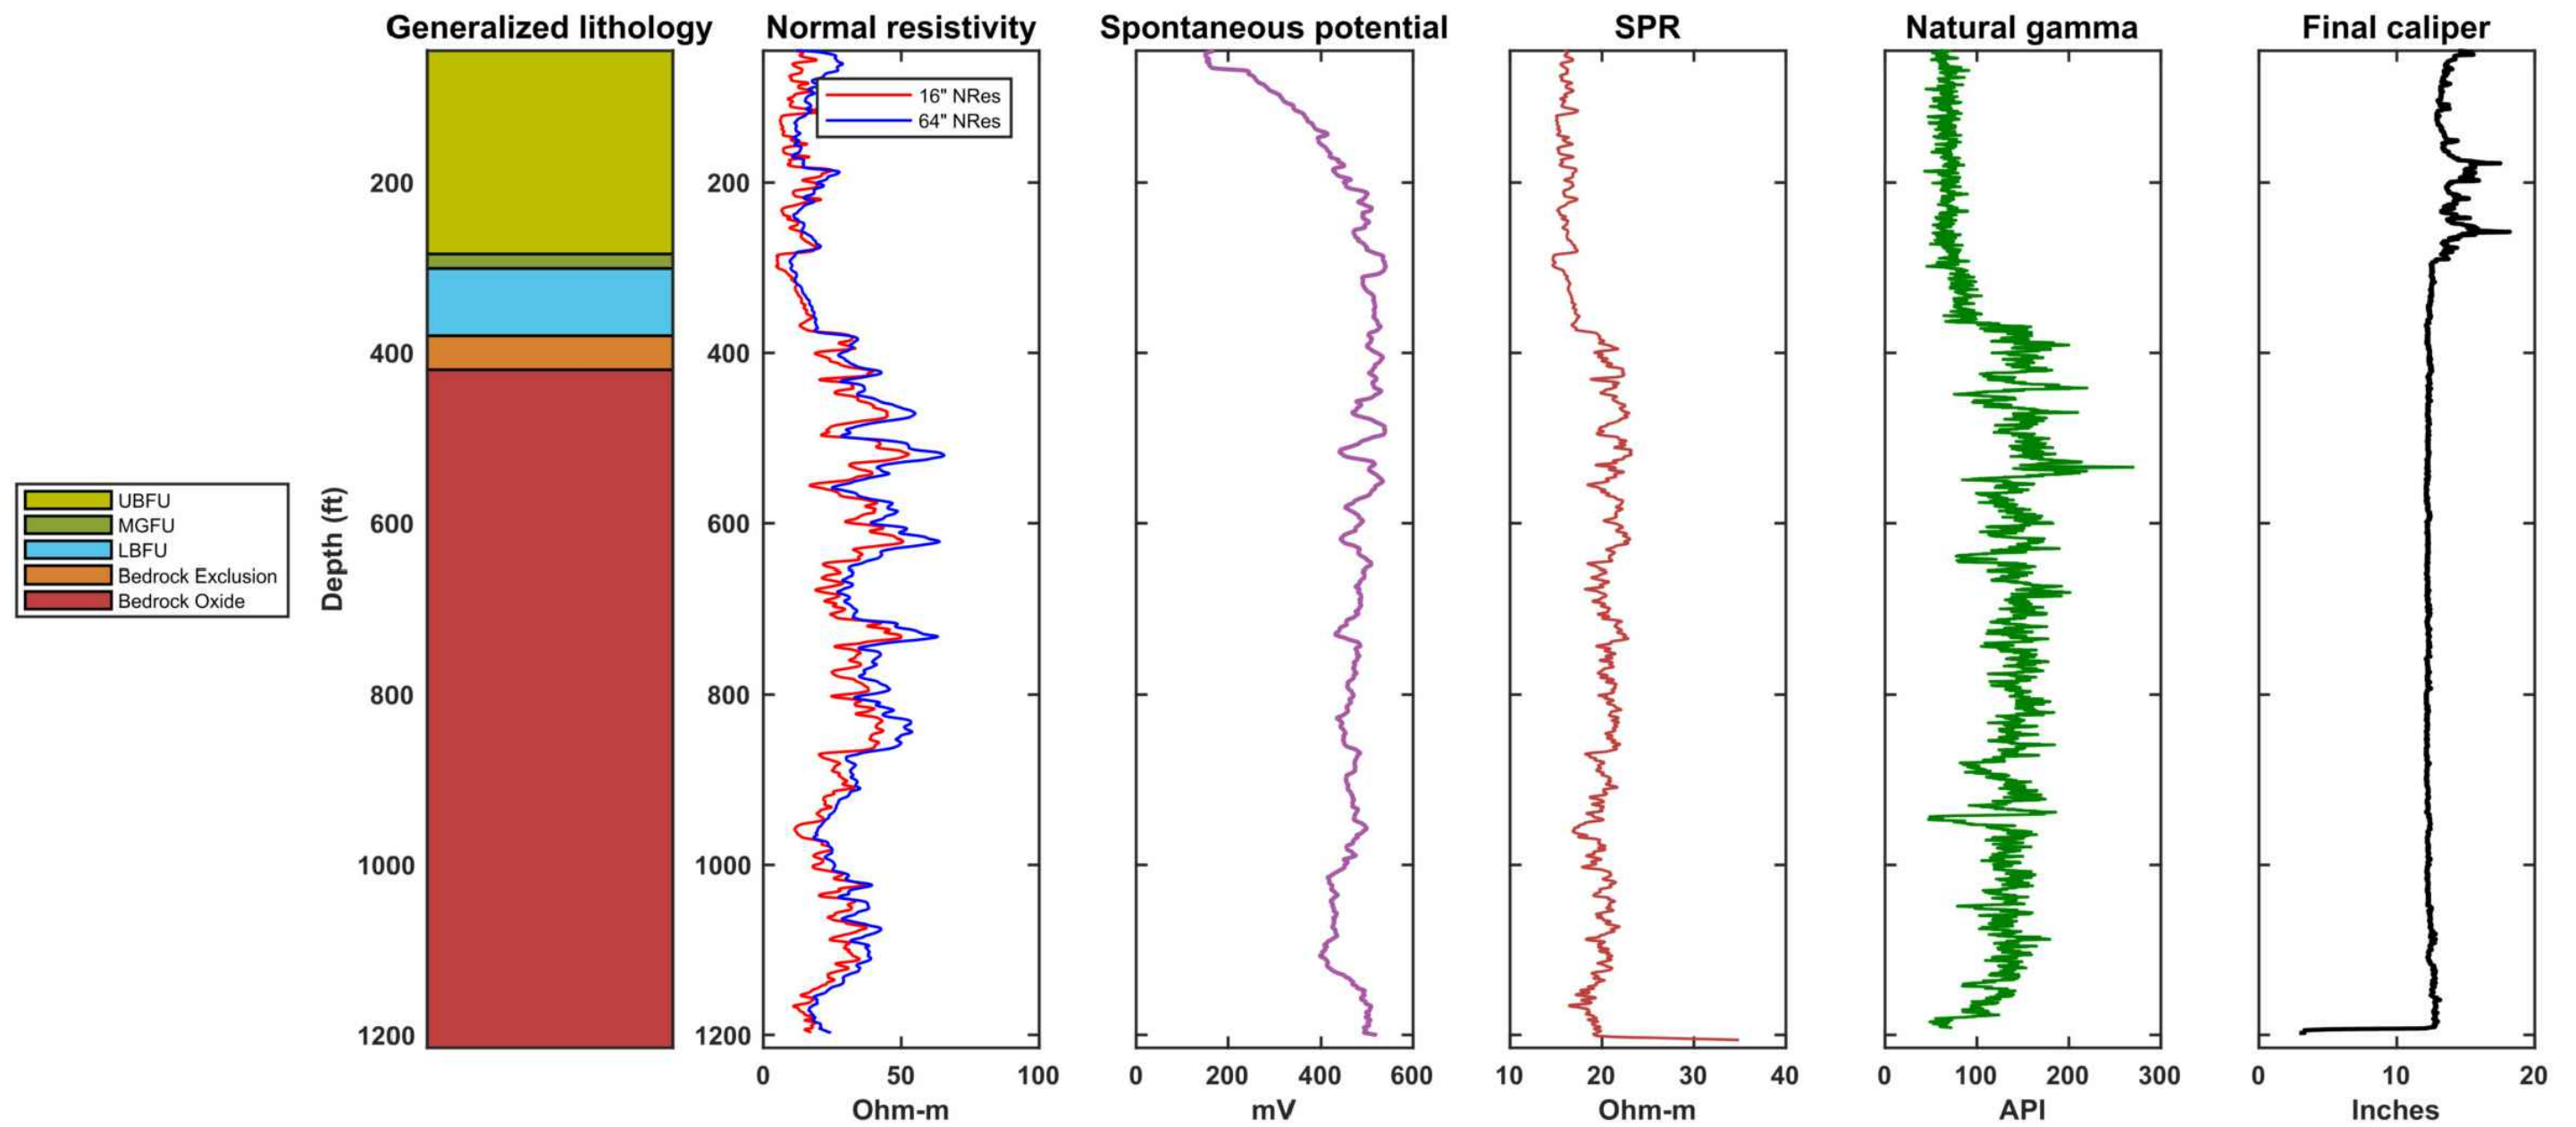 Generalized lithology
Normal resistivity
Spontaneous potential
SPR
Natural gamma
Final caliper
16" NRes
64" NRes
UBFU
MGFU
LBFU
Bedrock Exclusion
Bedrock Oxide
Depth (ft)
200
400
600
800
1000
1200
200
400
600
800
1000
1200
0 50 100
Ohm-m
0 200 400 600
mV
10 20 30 40
Ohm-m
0 100 200 300
API
0 10 20
Inches